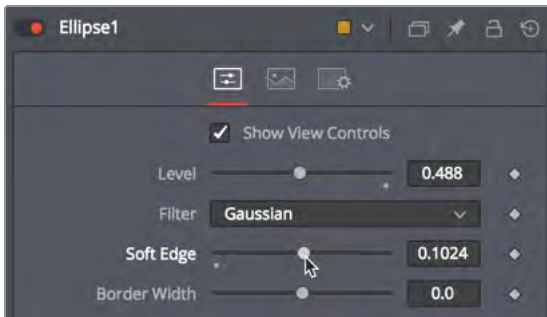 Ellipse1
Show View Controls
Level 0.488
Filter Gaussian
Soft Edge 0.1024
Border Width 0.0